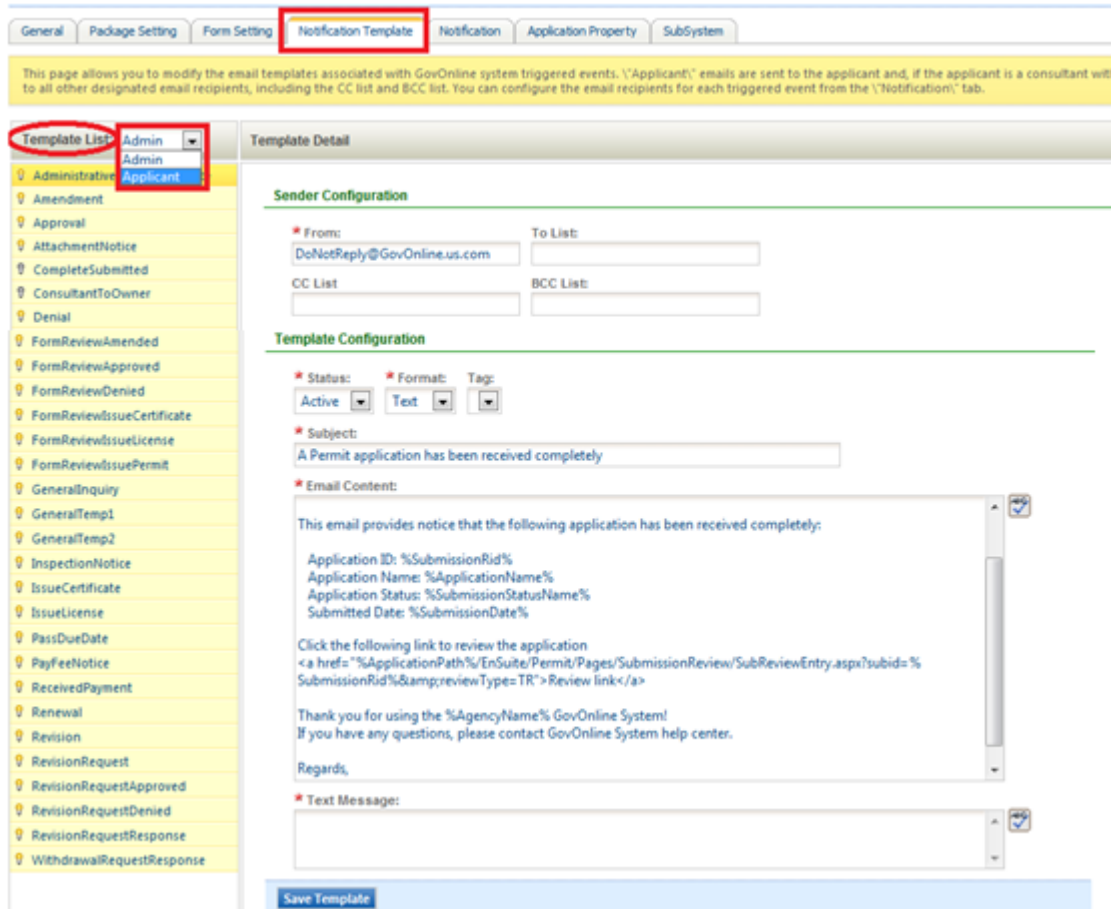 General Package Setting Form Setting Notification Template Notification Application Property SubSystem
This page allows you to modify the email templates associated with GovOnline system triggered events. \"Applicant\" emails are sent to the applicant and, if the applicant is a consultant wit
to all other designated email recipients, including the CC list and BCC list. You can configure the email recipients for each triggered event from the \"Notification\" tab.
Template List: Admin
Admin
Applicant
Administrative
Amendment
Approval
AttachmentNotice
CompleteSubmitted
ConsultantToOwner
Denial
FormReviewAmended
FormReviewApproved
FormReviewDenied
FormReviewIssueCertificate
FormReviewIssueLicense
FormReviewIssuePermit
GeneralInquiry
GeneralTemp1
GeneralTemp2
InspectionNotice
IssueCertificate
IssueLicense
PassDueDate
PayFeeNotice
ReceivedPayment
Renewal
Revision
RevisionRequest
RevisionRequestApproved
RevisionRequestDenied
RevisionRequestResponse
WithdrawalRequestResponse
Template Detail
Sender Configuration
* From: To List:
DoNotReply@GovOnline.us.com
CC List BCC List:
Template Configuration
* Status: * Format: Tag:
Active Text
* Subject:
A Permit application has been received completely
* Email Content:
This email provides notice that the following application has been received completely:
Application ID: %SubmissionRid%
Application Name: %ApplicationName%
Application Status: %SubmissionStatusName%
Submitted Date: %SubmissionDate%
Click the following link to review the application
<a href="%ApplicationPath%/EnSuite/Permit/Pages/SubmissionReview/SubReviewEntry.aspx?subid=%
SubmissionRid%&amp;reviewType=TR">Review link</a>
Thank you for using the %AgencyName% GovOnline System!
If you have any questions, please contact GovOnline System help center.
Regards,
* Text Message:
Save Template